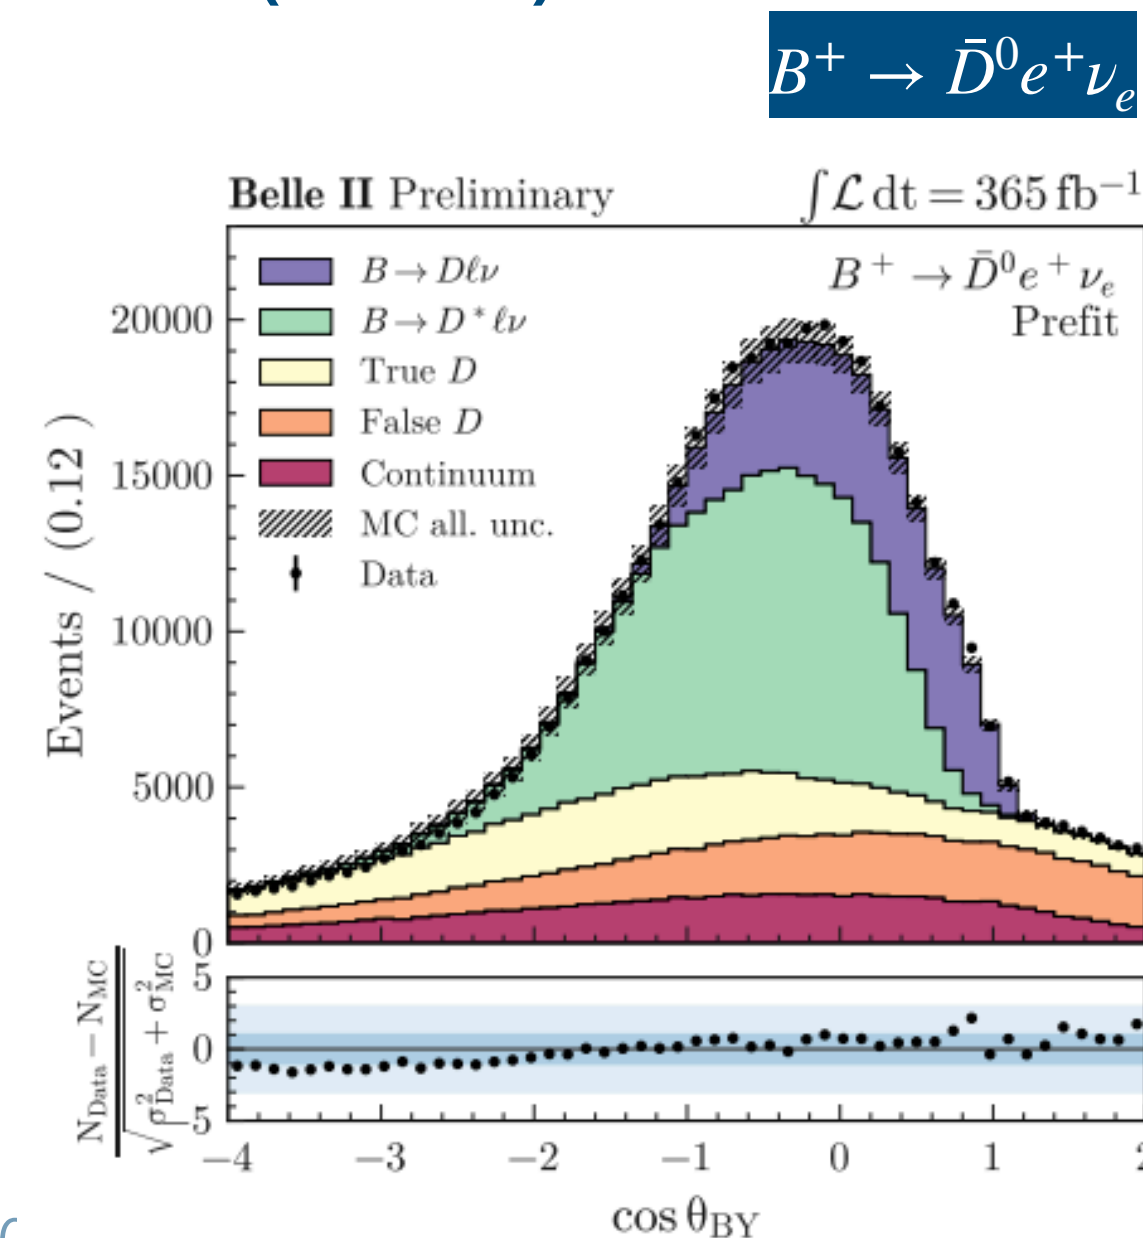 B⁺ → D̄⁰e⁺νₑ
Belle II Preliminary
∫ℒ dt = 365 fb⁻¹
B⁺ → D̄⁰e⁺νₑ
Prefit
B → Dℓν
B → D*ℓν
True D
False D
Continuum
MC all. unc.
Data
Events / (0.12 )
20000
15000
10000
5000
0
N_Data − N_MC
√σ²_Data + σ²_MC
5
0
−5
−4 −3 −2 −1 0 1 2
cos θ_BY